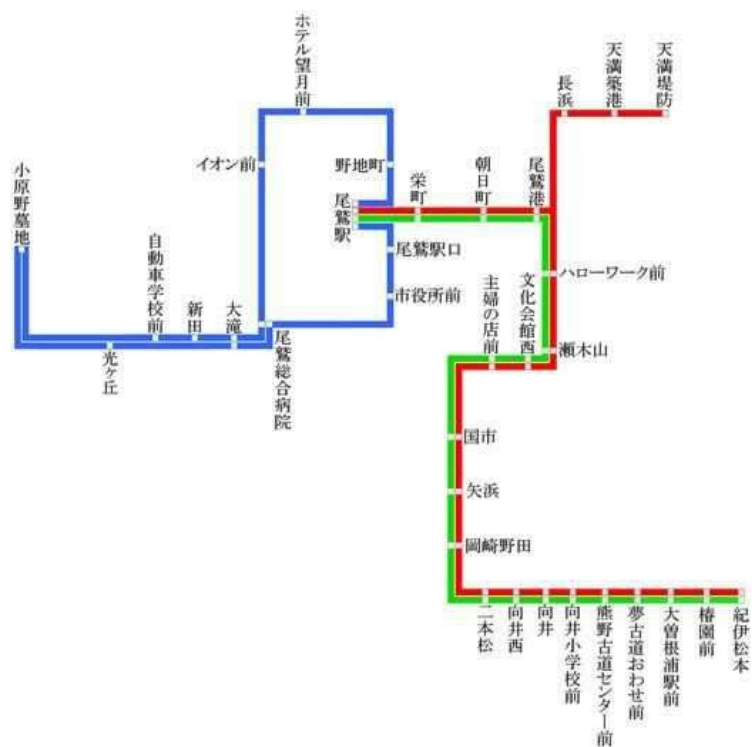 ホテル望月前
天満築港
天満堤防
長浜
小原野墓地
イオン前
野地町
尾鷲駅
栄町
朝日町
尾鷲港
自動車学校前
新田
大滝
尾鷲駅口
市役所前
主婦の店前
文化会館西
ハローワーク前
瀬木山
光ヶ丘
尾鷲総合病院
国市
矢浜
岡崎野田
二本松
向井西
向井
向井小学校前
熊野古道センター前
夢古道おわせ前
大曽根浦駅前
椿園前
紀伊松本